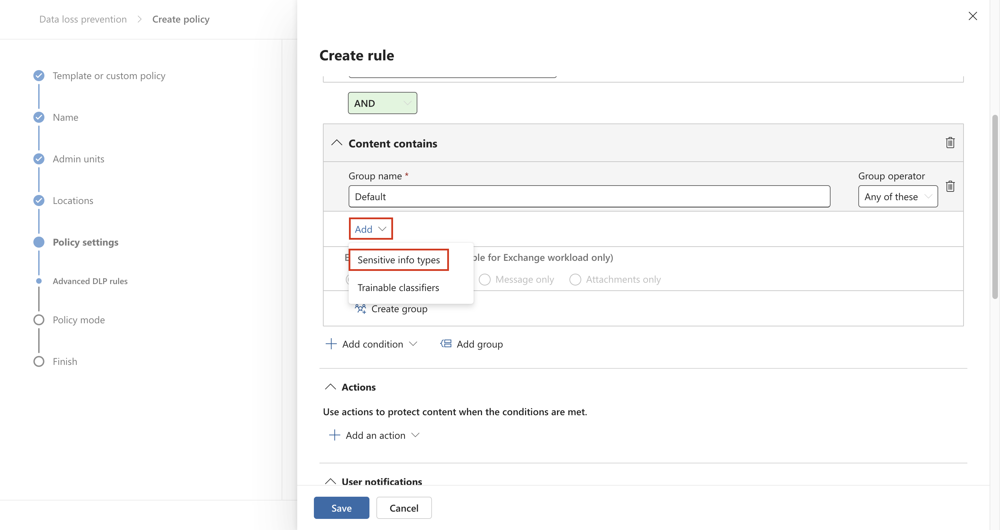 Data loss prevention > Create policy
Create rule
Template or custom policy
Name
Admin units
Locations
Policy settings
Advanced DLP rules
Policy mode
Finish
AND
Content contains
Group name *
Group operator
Default
Any of these
Add
Sensitive info types
Trainable classifiers
for Exchange workload only)
Message only
Attachments only
Create group
Add condition
Add group
Actions
Use actions to protect content when the conditions are met.
Add an action
User notifications
Save
Cancel